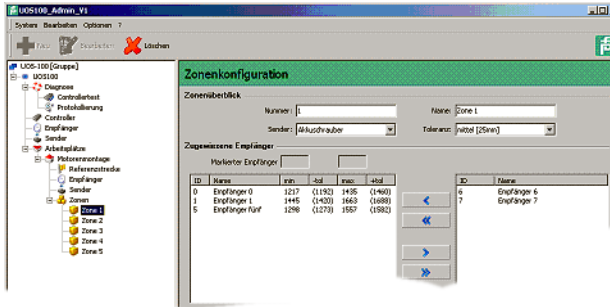 UOS100_Admin_V1
System Bearbeiten Optionen ?
Neu Bearbeiten Löschen
UOS-100 [Gruppe]
UOS100
Diagnose
Controllertest
Protokollierung
Controller
Empfänger
Sender
Arbeitsplätze
Motorenmontage
Referenzstrecke
Empfänger
Sender
Zonen
Zone 1
Zone 2
Zone 3
Zone 4
Zone 5
Zonenkonfiguration
Zonenüberblick
Nummer: 1 Name: Zone 1
Sender: Akkuschrauber Toleranz: mittel [25mm]
Zugewiesene Empfänger
Markierter Empfänger
ID Name min -tol max +tol
0 Empfänger 0 1217 (1192) 1435 (1460)
1 Empfänger 1 1445 (1420) 1663 (1688)
5 Empfänger fünf 1298 (1273) 1557 (1582)
ID Name
6 Empfänger 6
7 Empfänger 7